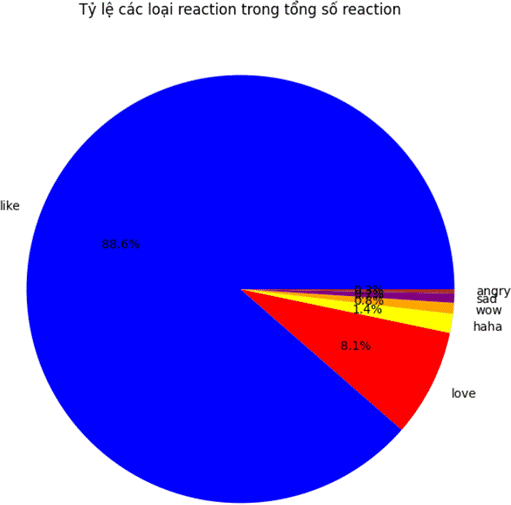 Tỷ lệ các loại reaction trong tổng số reaction
like
88.6%
angry
sad
0.8%
wow
1.4%
haha
8.1%
love